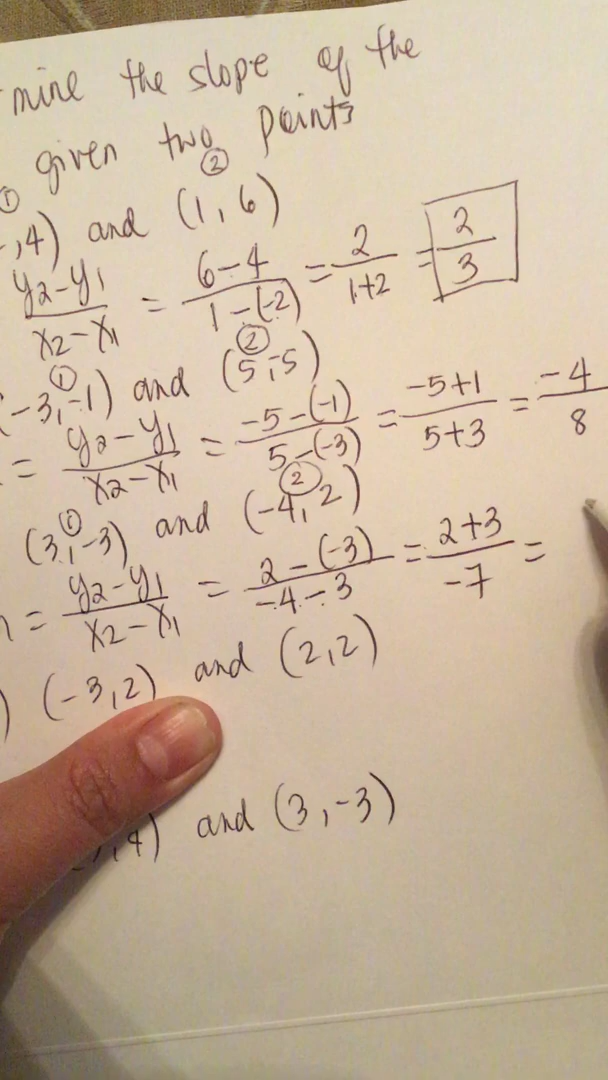 mine the slope of the
given two points
① ②
,4) and (1,6)
y2-y1/x2-x1 = 6-4/1-(-2) = 2/1+2 = 2/3
① ②
(-3,-1) and (5,-5)
= y2-y1/x2-x1 = -5-(-1)/5-(-3) = -5+1/5+3 = -4/8
① ②
(3,-3) and (-4,2)
= y2-y1/x2-x1 = 2-(-3)/-4-3 = 2+3/-7 =
) (-3,2) and (2,2)
,4) and (3,-3)